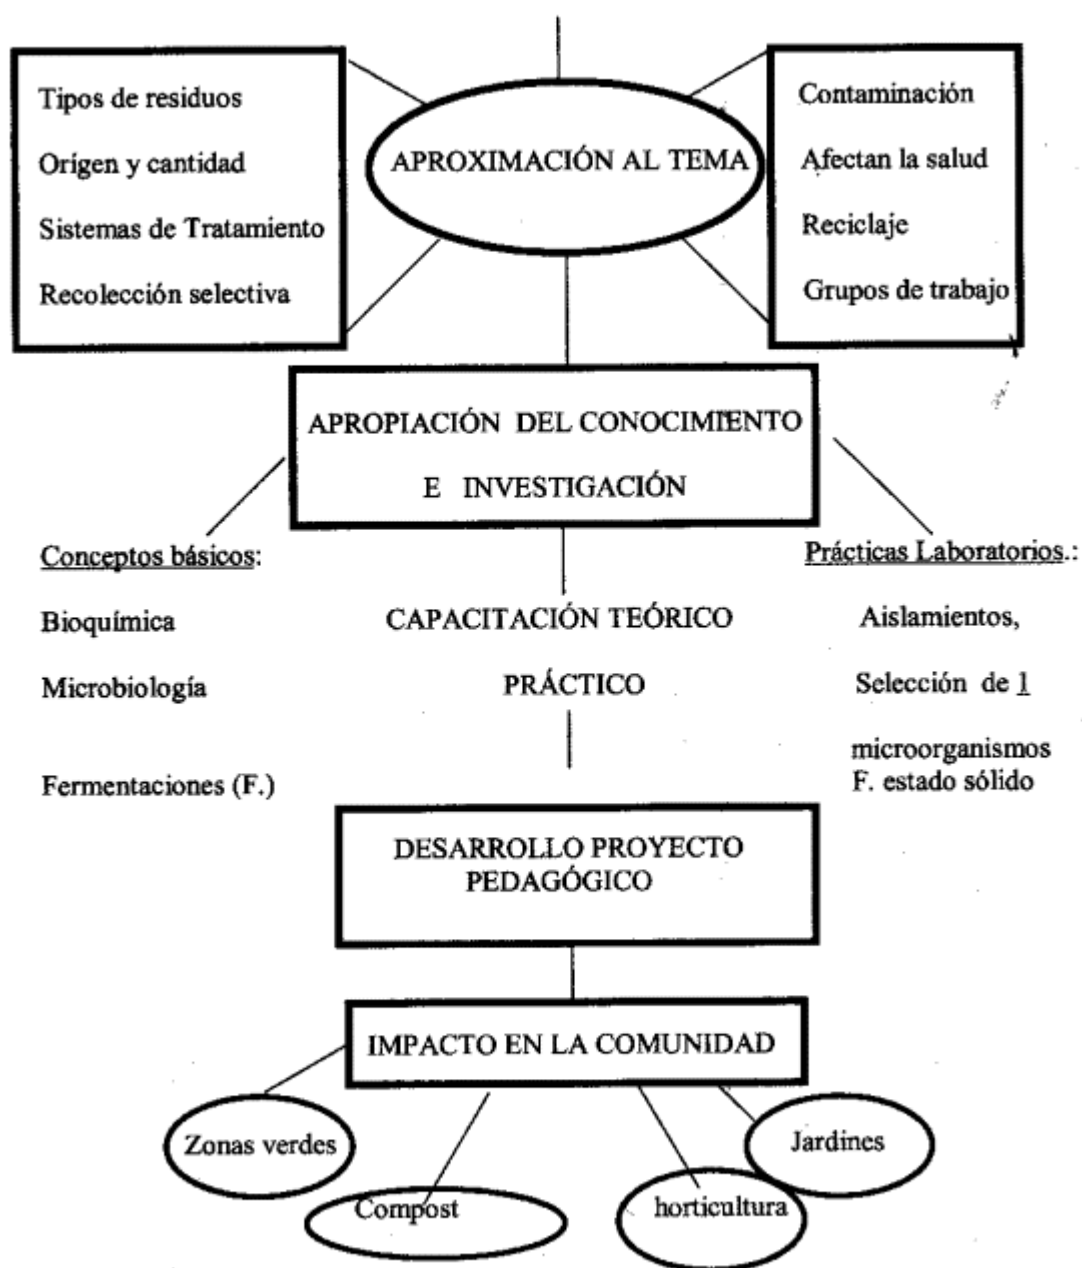 Tipos de residuos
Orígen y cantidad
Sistemas de Tratamiento
Recolección selectiva
APROXIMACIÓN AL TEMA
Contaminación
Afectan la salud
Reciclaje
Grupos de trabajo
APROPIACIÓN DEL CONOCIMIENTO
E INVESTIGACIÓN
Conceptos básicos:
Bioquímica
Microbiología
Fermentaciones (F.)
CAPACITACIÓN TEÓRICO
PRÁCTICO
Prácticas Laboratorios.:
Aislamientos,
Selección de l
microorganismos
F. estado sólido
DESARROLLO PROYECTO
PEDAGÓGICO
IMPACTO EN LA COMUNIDAD
Zonas verdes
Compost
horticultura
Jardines